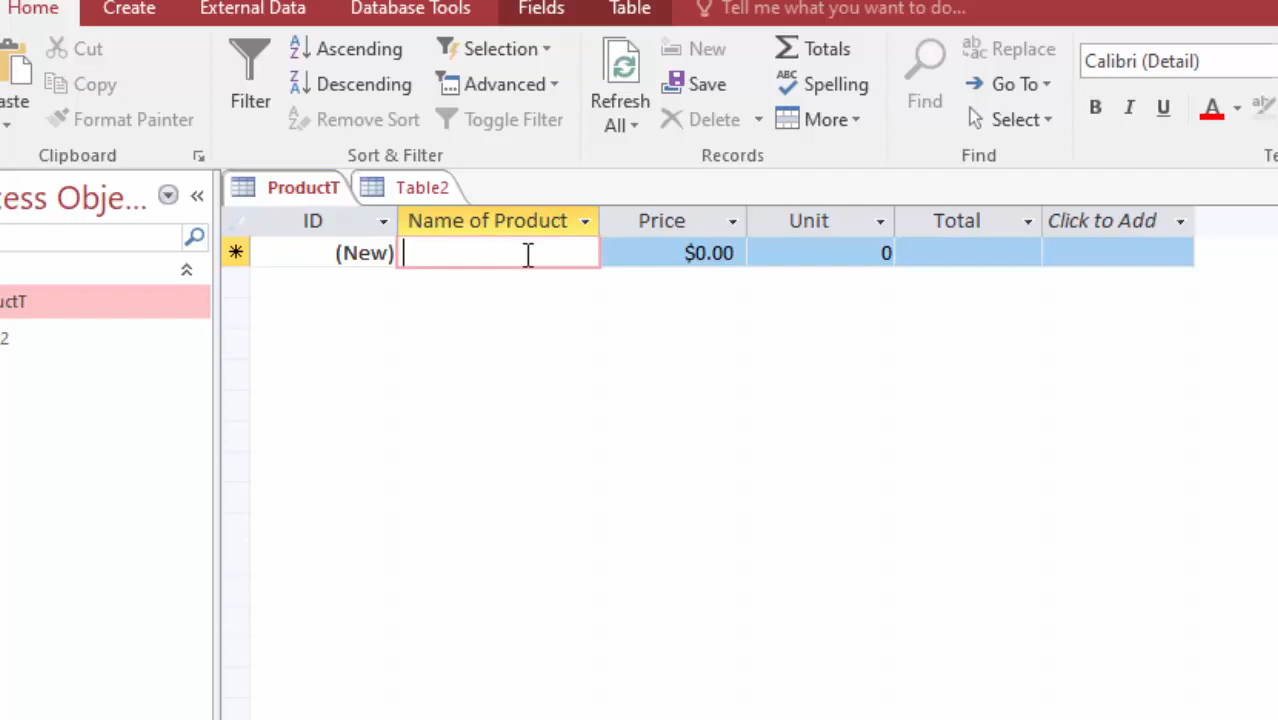 Home Create External Data Database Tools Fields Table Tell me what you want to do...
Cut Ascending Selection New Totals Replace Calibri (Detail)
Copy Filter Descending Advanced Refresh All Save Spelling Find Go To
aste Format Painter Remove Sort Toggle Filter Delete More Select B I U A
Clipboard Sort & Filter Records Find Te
cess Obje... « ProductT Table2
ID Name of Product Price Unit Total Click to Add
* (New) $0.00 0
uctT
2